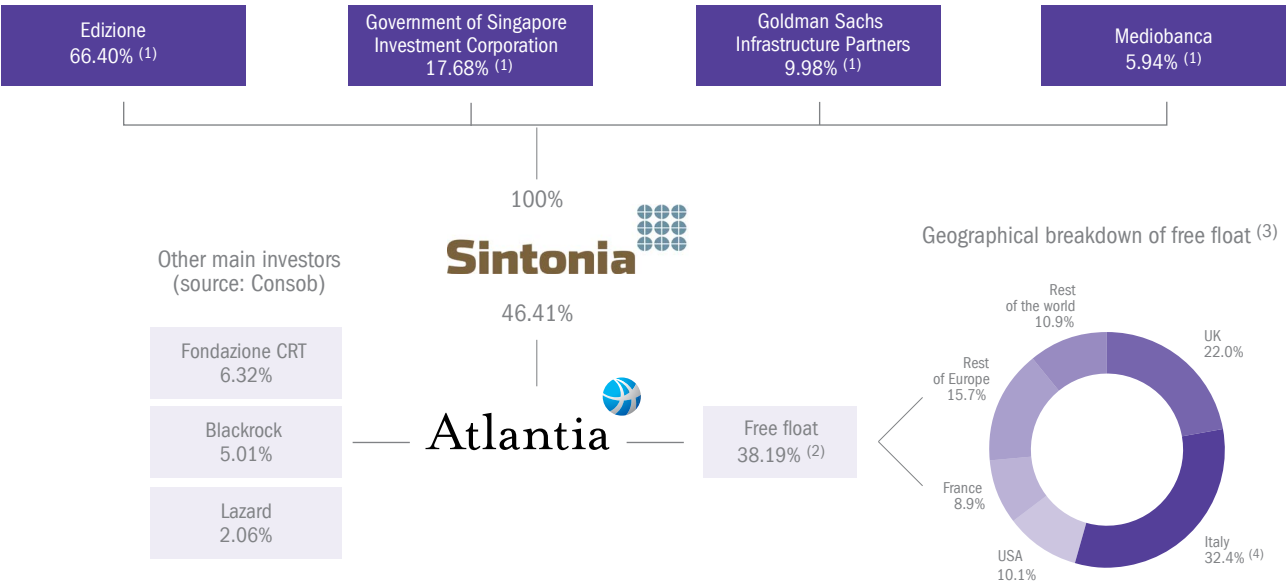 Edizione
66.40% (1)
Government of Singapore
Investment Corporation
17.68% (1)
Goldman Sachs
Infrastructure Partners
9.98% (1)
Mediobanca
5.94% (1)
100%
Sintonia
46.41%
Other main investors
(source: Consob)
Fondazione CRT
6.32%
Blackrock
5.01%
Lazard
2.06%
Atlantia
Free float
38.19% (2)
Geographical breakdown of free float (3)
Rest
of the world
10.9%
UK
22.0%
Rest
of Europe
15.7%
France
8.9%
USA
10.1%
Italy
32.4% (4)